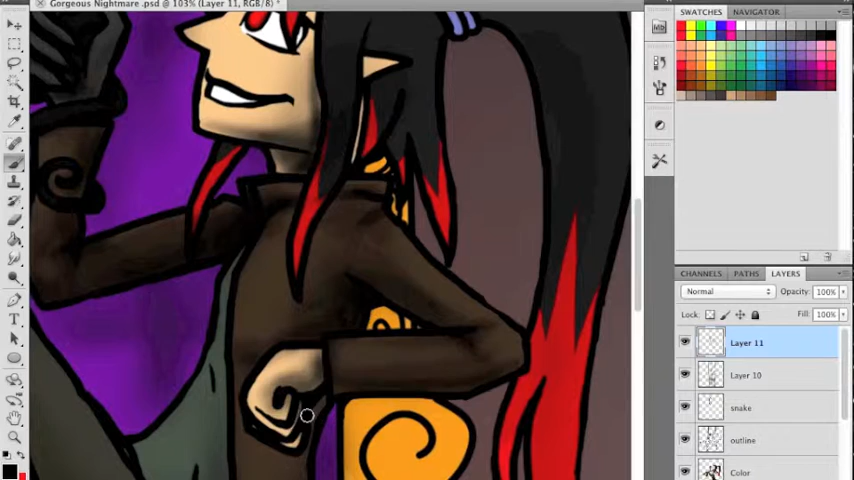 Gorgeous Nightmare .psd @ 103% (Layer 11, RGB/8) *
SWATCHES NAVIGATOR
Mb
CHANNELS PATHS LAYERS
Normal Opacity: 100%
Lock: Fill: 100%
Layer 11
Layer 10
snake
outline
Color
T